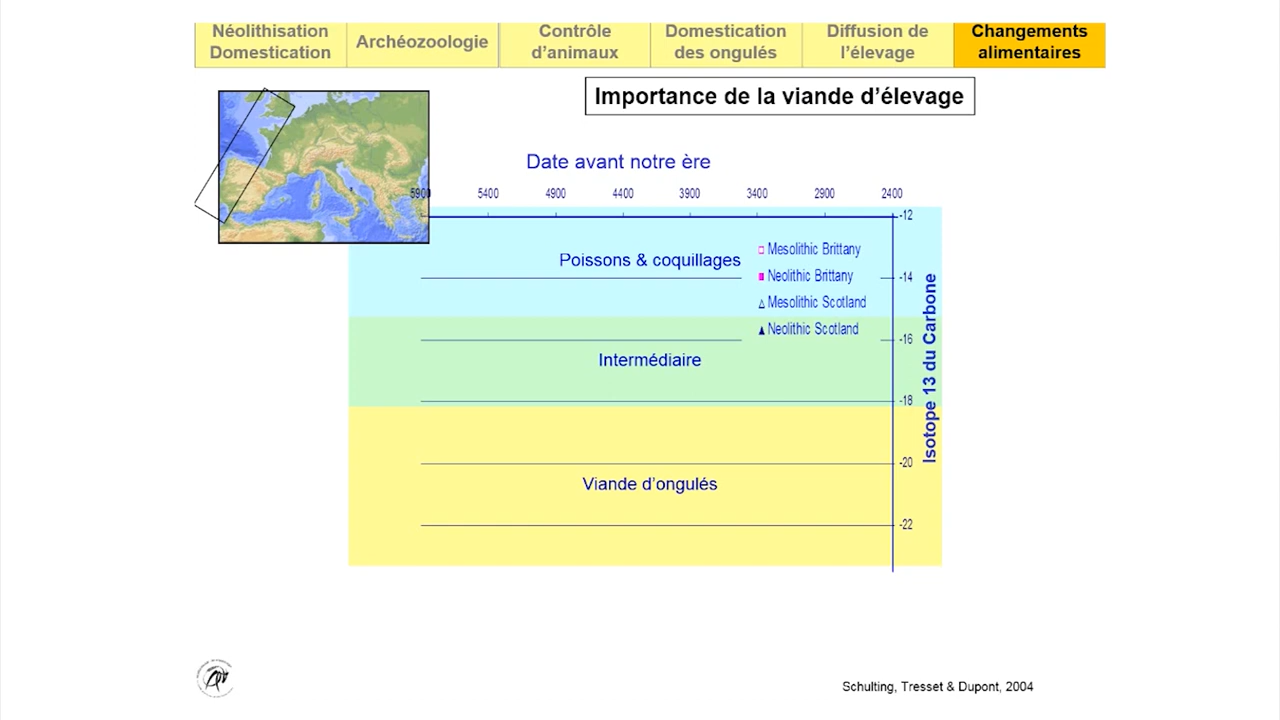 Néolithisation
Domestication
Archéozoologie
Contrôle
d'animaux
Domestication
des ongulés
Diffusion de
l'élevage
Changements
alimentaires
Importance de la viande d'élevage
Date avant notre ère
5900 5400 4900 4400 3900 3400 2900 2400
-12
Mesolithic Brittany
Poissons & coquillages
Neolithic Brittany
-14
Mesolithic Scotland
Neolithic Scotland
-16
Intermédiaire
-18
Isotope 13 du Carbone
-20
Viande d'ongulés
-22
Schulting, Tresset & Dupont, 2004